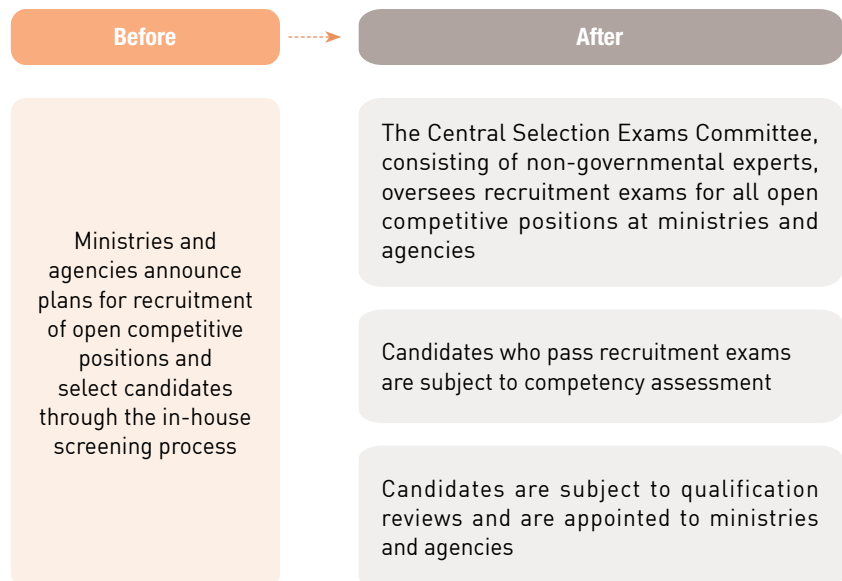 Before
After
Ministries and
agencies announce
plans for recruitment
of open competitive
positions and
select candidates
through the in-house
screening process
The Central Selection Exams Committee,
consisting of non-governmental experts,
oversees recruitment exams for all open
competitive positions at ministries and
agencies
Candidates who pass recruitment exams
are subject to competency assessment
Candidates are subject to qualification
reviews and are appointed to ministries
and agencies